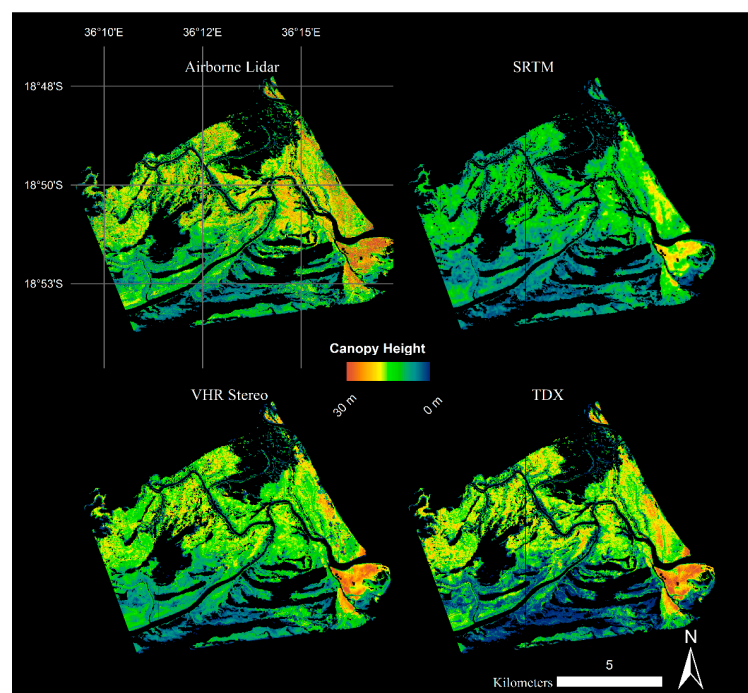 36°10'E 36°12'E 36°15'E
Airborne Lidar SRTM
18°48'S
18°50'S
18°53'S
Canopy Height
30 m 0 m
VHR Stereo TDX
N
5
Kilometers